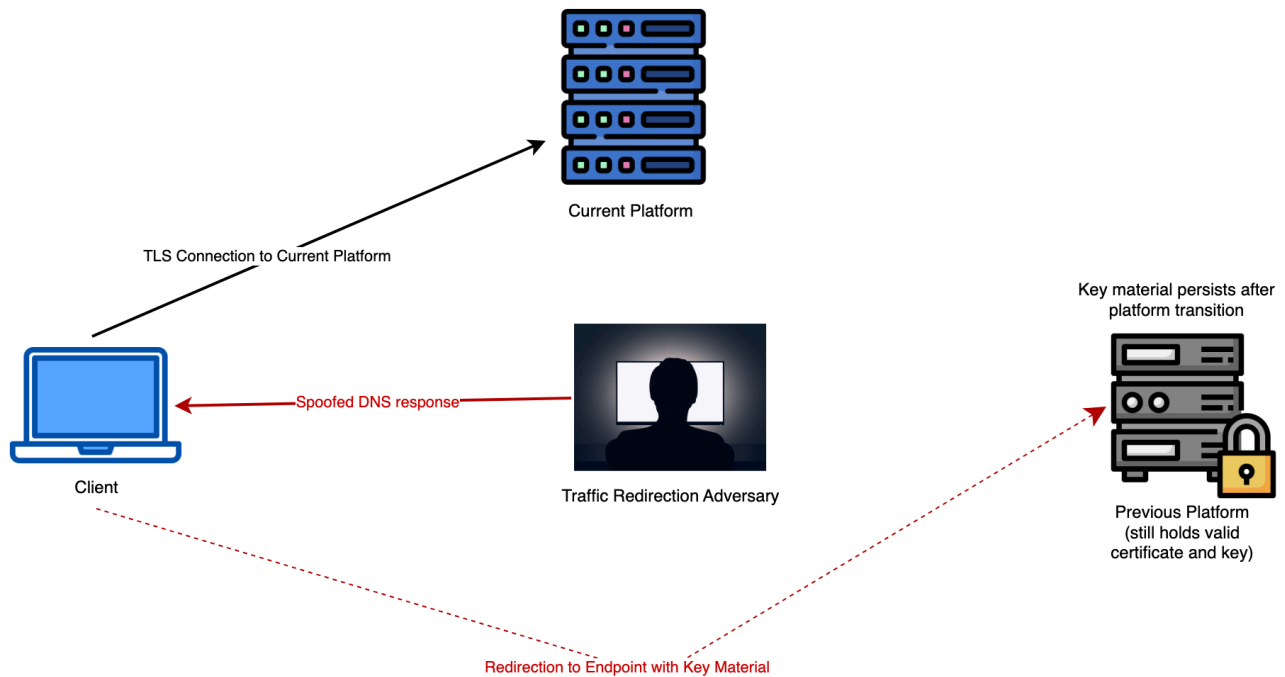 Current Platform
TLS Connection to Current Platform
Key material persists after
platform transition
Spoofed DNS response
Client
Traffic Redirection Adversary
Previous Platform
(still holds valid
certificate and key)
Redirection to Endpoint with Key Material